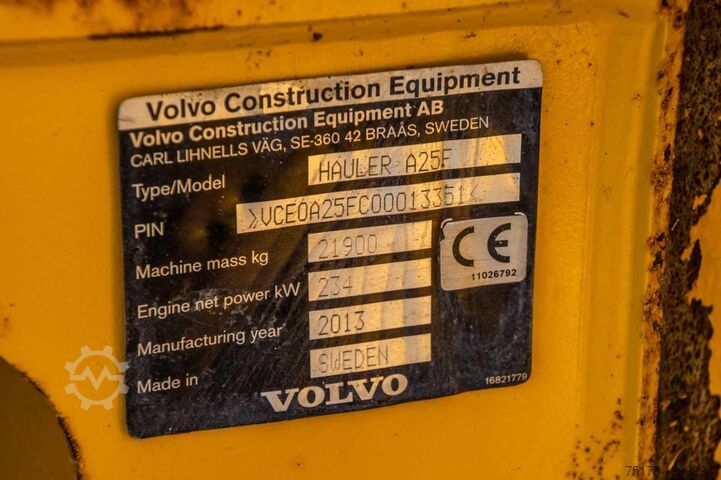 Volvo Construction Equipment
Volvo Construction Equipment AB
CARL LIHNELLS VÄG, SE-360 42 BRAÅS, SWEDEN
Type/Model HAULER A25F
PIN >VCE0A25FC00013351<
Machine mass kg 21900
Engine net power kW 234
Manufacturing year 2013
Made in SWEDEN
CE
11026792
VOLVO
16821779